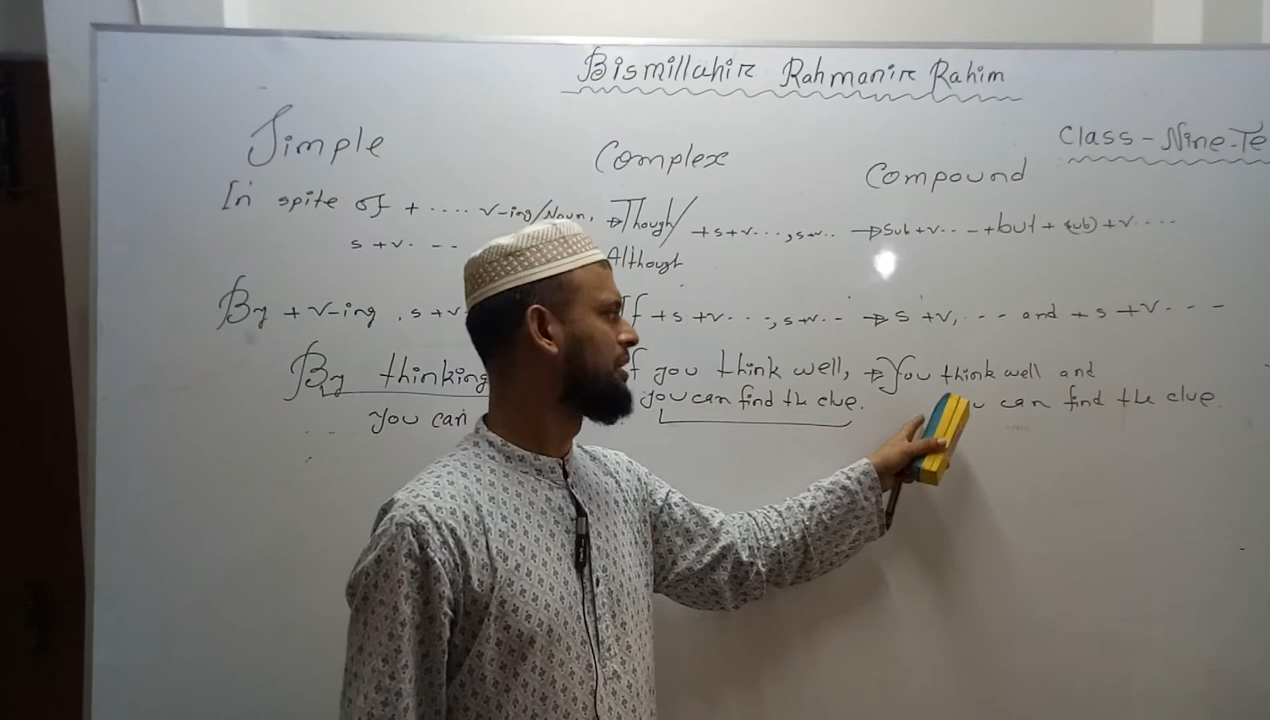 Bismillahir Rahmanir Rahim
Class - Nine-Te
Simple
Complex
Compound
In spite of + .... v-ing/Noun,
s + v. - - -
Though/
Although
+ s + v..., s+v..
Sub + v.. - + but + (sub) + v ....
By + v-ing , s + v
If + s + v - - -, s+v. - -
s + v, --- and + s + v - - -
By thinking
you can
f you think well,
you can find the clue.
You think well and
u can find the clue.